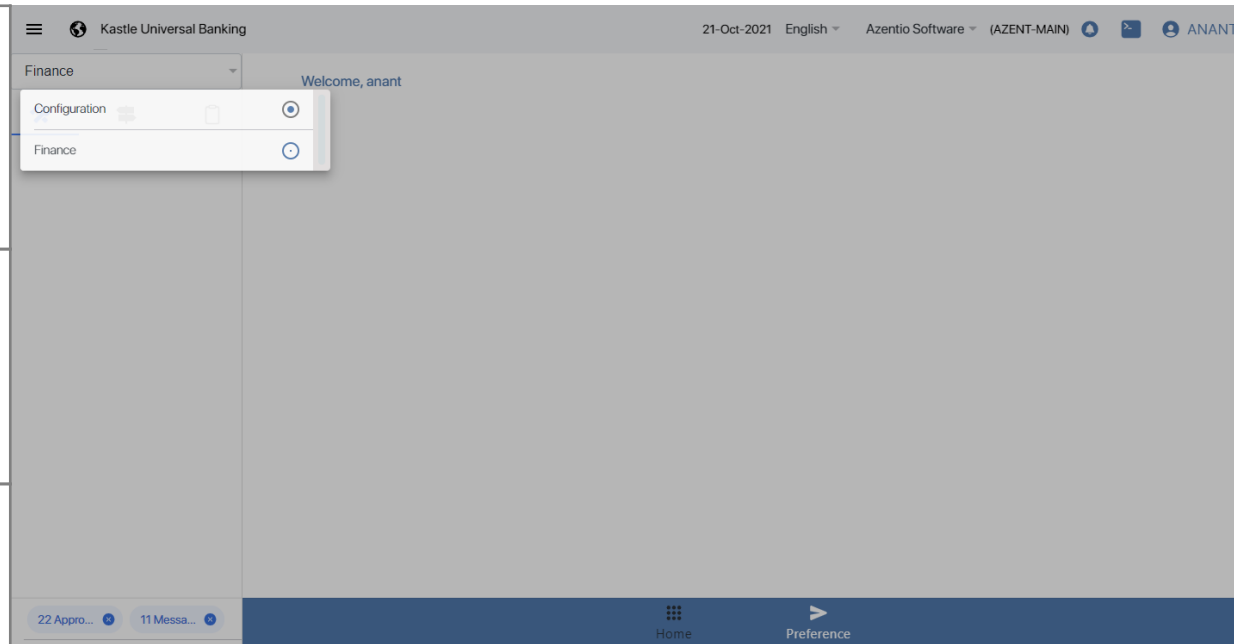 Kastle Universal Banking 21-Oct-2021 English Azentio Software (AZENT-MAIN) ANANT
Finance
Welcome, anant
Configuration
Finance
22 Appro... 11 Messa...
Home Preference